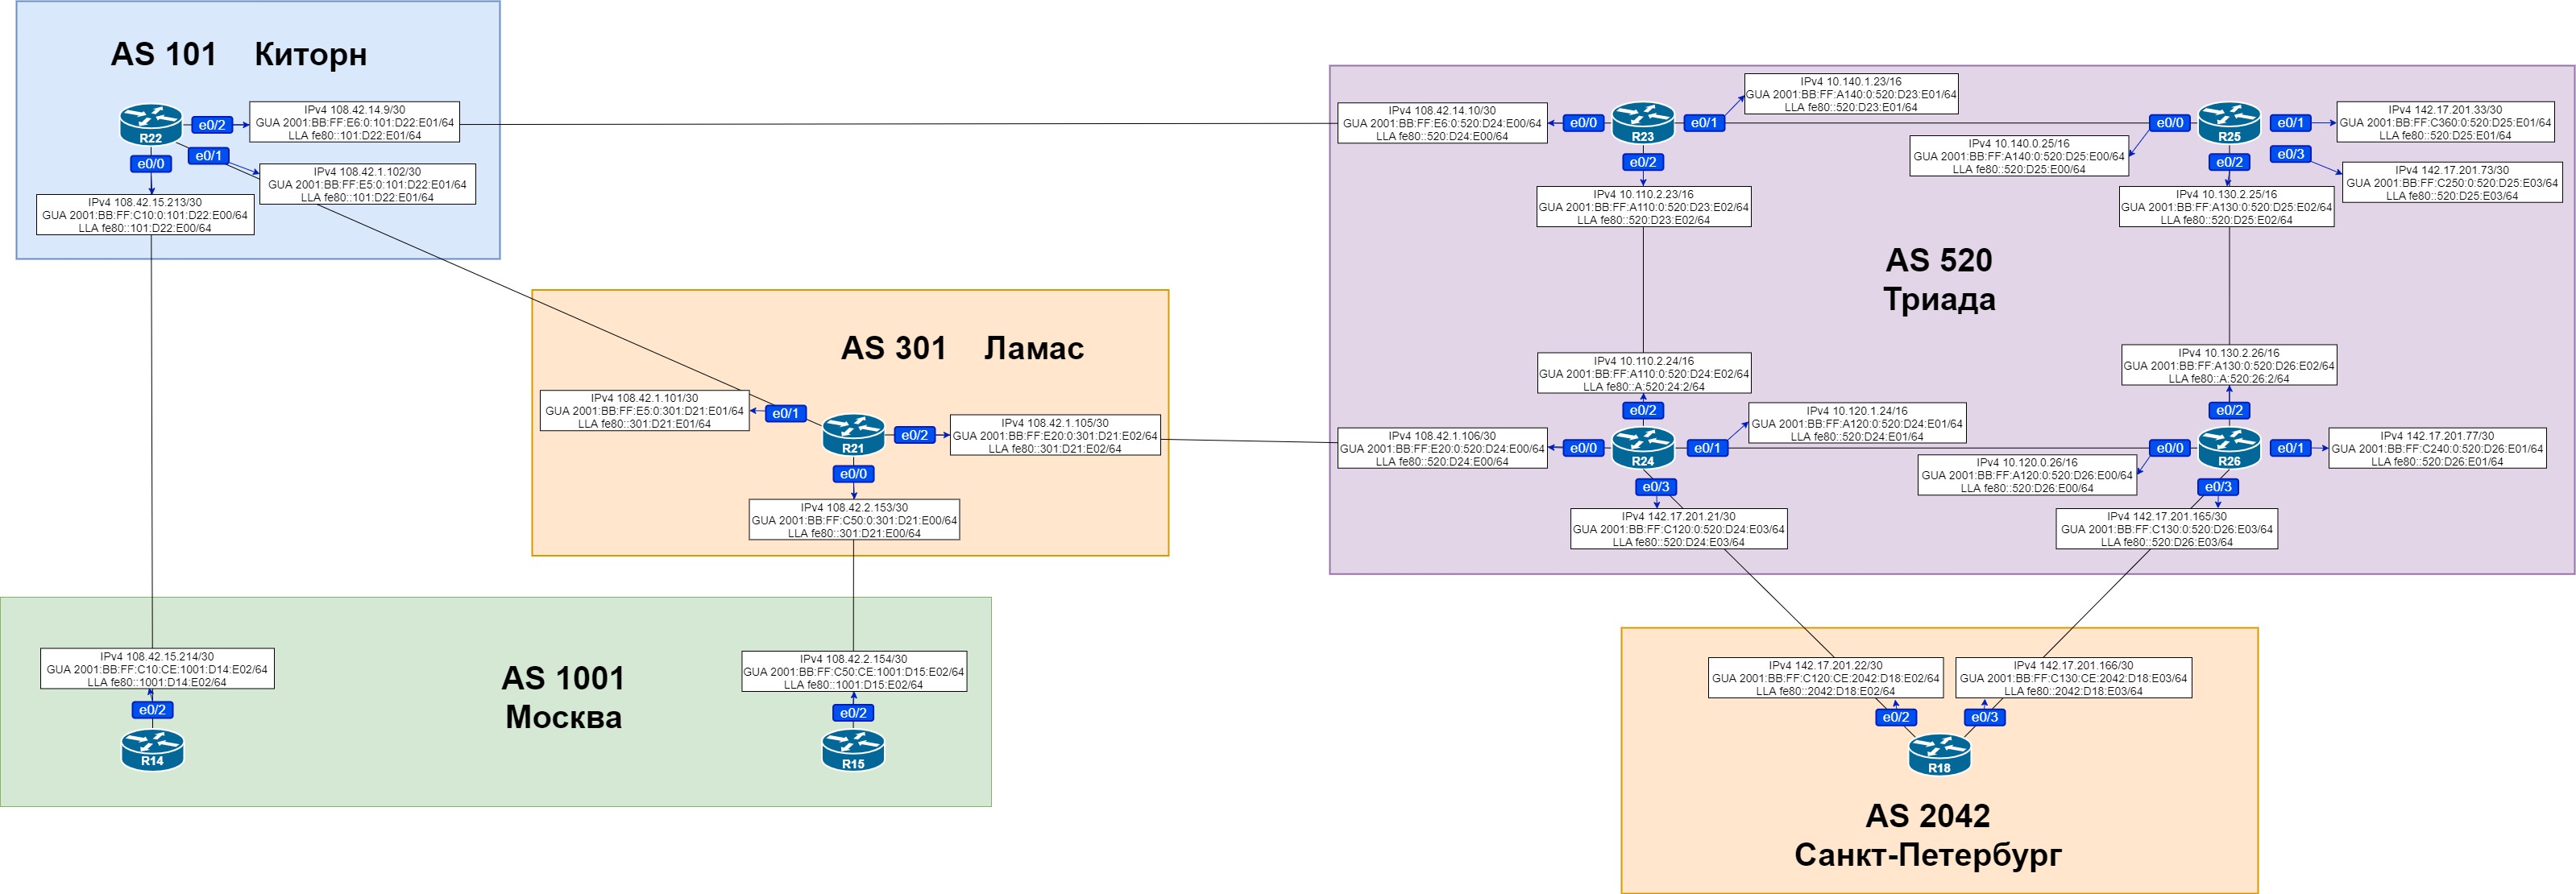 AS 101 Киторн
R22
e0/2
IPv4 108.42.14.9/30
GUA 2001:BB:FF:E6:0:101:D22:E01/64
LLA fe80::101:D22:E01/64
e0/0
e0/1
IPv4 108.42.1.102/30
GUA 2001:BB:FF:E5:0:101:D22:E01/64
LLA fe80::101:D22:E01/64
IPv4 108.42.15.213/30
GUA 2001:BB:FF:C10:0:101:D22:E00/64
LLA fe80::101:D22:E00/64
AS 301 Ламас
IPv4 108.42.1.101/30
GUA 2001:BB:FF:E5:0:301:D21:E01/64
LLA fe80::301:D21:E01/64
e0/1
R21
e0/2
IPv4 108.42.1.105/30
GUA 2001:BB:FF:E20:0:301:D21:E02/64
LLA fe80::301:D21:E02/64
e0/0
IPv4 108.42.2.153/30
GUA 2001:BB:FF:C50:0:301:D21:E00/64
LLA fe80::301:D21:E00/64
AS 520
Триада
IPv4 108.42.14.10/30
GUA 2001:BB:FF:E6:0:520:D24:E00/64
LLA fe80::520:D24:E00/64
e0/0
R23
e0/1
IPv4 10.140.1.23/16
GUA 2001:BB:FF:A140:0:520:D23:E01/64
LLA fe80::520:D23:E01/64
e0/2
IPv4 10.110.2.23/16
GUA 2001:BB:FF:A110:0:520:D23:E02/64
LLA fe80::520:D23:E02/64
IPv4 10.140.0.25/16
GUA 2001:BB:FF:A140:0:520:D25:E00/64
LLA fe80::520:D25:E00/64
e0/0
R25
e0/1
IPv4 142.17.201.33/30
GUA 2001:BB:FF:C360:0:520:D25:E01/64
LLA fe80::520:D25:E01/64
e0/3
IPv4 142.17.201.73/30
GUA 2001:BB:FF:C250:0:520:D25:E03/64
LLA fe80::520:D25:E03/64
e0/2
IPv4 10.130.2.25/16
GUA 2001:BB:FF:A130:0:520:D25:E02/64
LLA fe80::520:D25:E02/64
IPv4 10.110.2.24/16
GUA 2001:BB:FF:A110:0:520:D24:E02/64
LLA fe80::A:520:24:2/64
e0/2
IPv4 108.42.1.106/30
GUA 2001:BB:FF:E20:0:520:D24:E00/64
LLA fe80::520:D24:E00/64
e0/0
R24
e0/1
IPv4 10.120.1.24/16
GUA 2001:BB:FF:A120:0:520:D24:E01/64
LLA fe80::520:D24:E01/64
e0/3
IPv4 142.17.201.21/30
GUA 2001:BB:FF:C120:0:520:D24:E03/64
LLA fe80::520:D24:E03/64
IPv4 10.130.2.26/16
GUA 2001:BB:FF:A130:0:520:D26:E02/64
LLA fe80::A:520:26:2/64
e0/2
IPv4 10.120.0.26/16
GUA 2001:BB:FF:A120:0:520:D26:E00/64
LLA fe80::520:D26:E00/64
e0/0
R26
e0/1
IPv4 142.17.201.77/30
GUA 2001:BB:FF:C240:0:520:D26:E01/64
LLA fe80::520:D26:E01/64
e0/3
IPv4 142.17.201.165/30
GUA 2001:BB:FF:C130:0:520:D26:E03/64
LLA fe80::520:D26:E03/64
AS 1001
Москва
IPv4 108.42.15.214/30
GUA 2001:BB:FF:C10:CE:1001:D14:E02/64
LLA fe80::1001:D14:E02/64
e0/2
R14
IPv4 108.42.2.154/30
GUA 2001:BB:FF:C50:CE:1001:D15:E02/64
LLA fe80::1001:D15:E02/64
e0/2
R15
IPv4 142.17.201.22/30
GUA 2001:BB:FF:C120:CE:2042:D18:E02/64
LLA fe80::2042:D18:E02/64
IPv4 142.17.201.166/30
GUA 2001:BB:FF:C130:CE:2042:D18:E03/64
LLA fe80::2042:D18:E03/64
e0/2
e0/3
R18
AS 2042
Санкт-Петербург